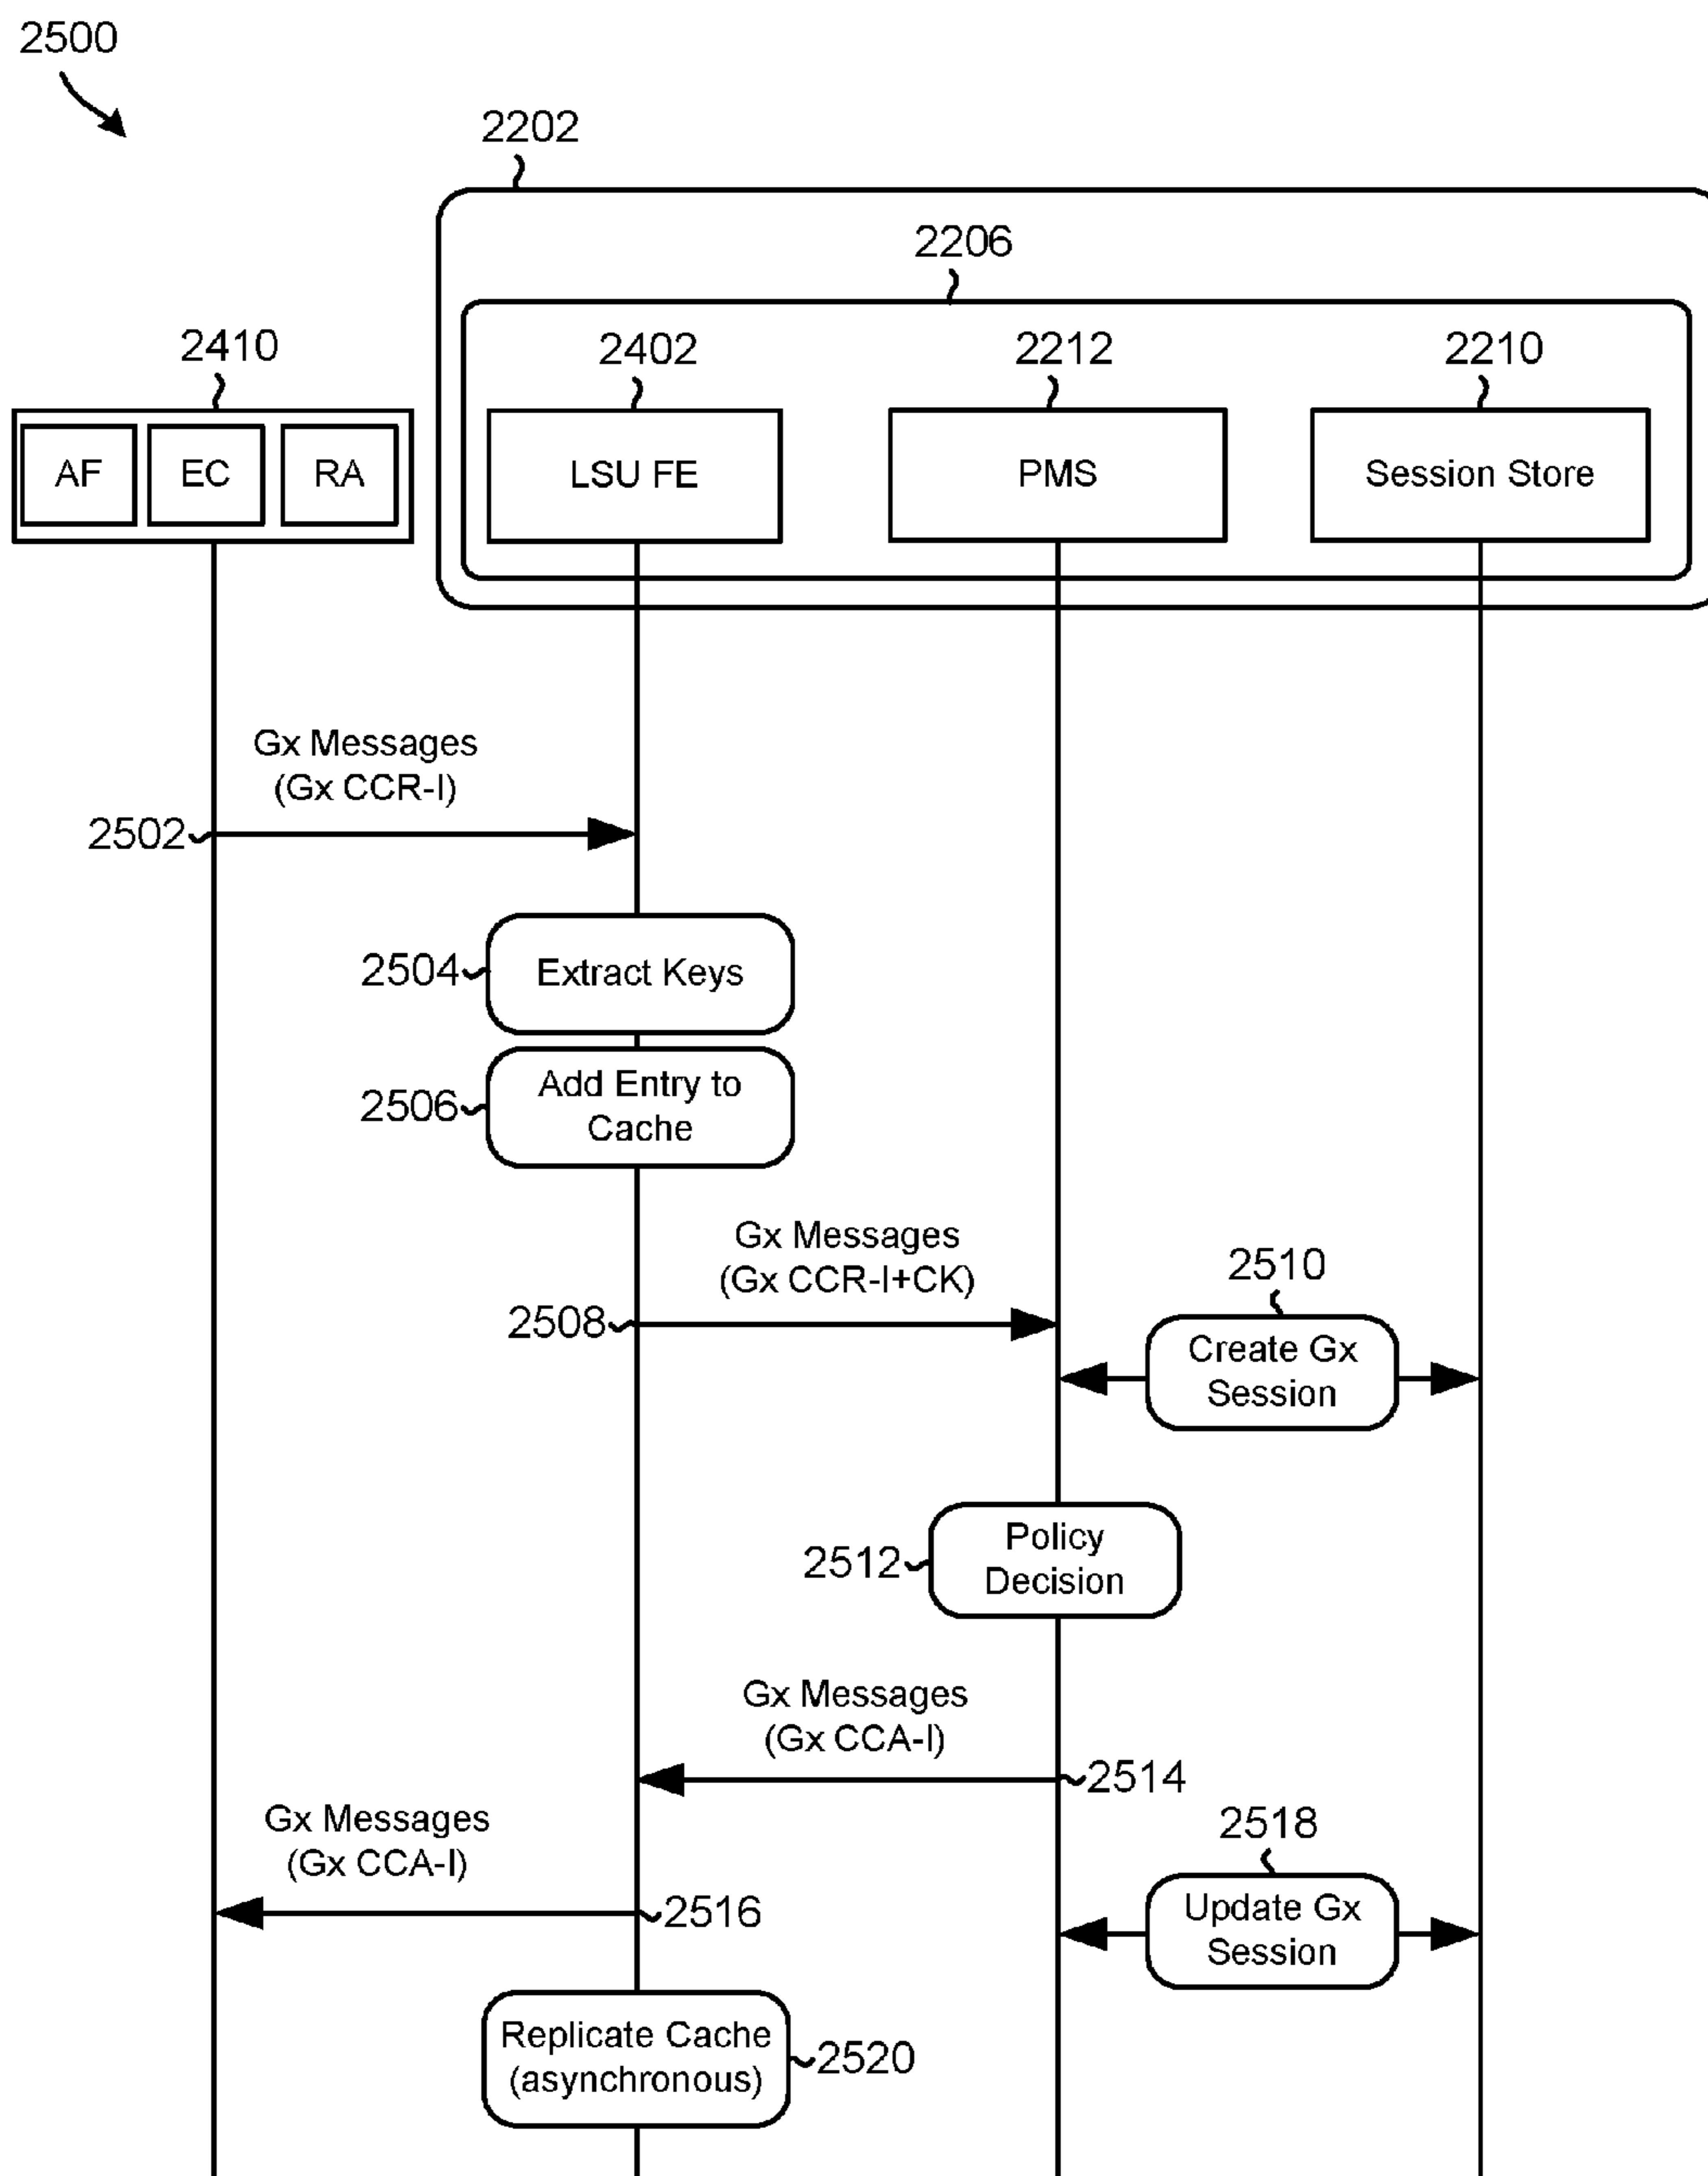 2500
2202
2206
2410
2402
2212
2210
AF
EC
RA
LSU FE
PMS
Session Store
Gx Messages
(Gx CCR-I)
2502
2504
Extract Keys
2506
Add Entry to
Cache
Gx Messages
(Gx CCR-I+CK)
2508
2510
Create Gx
Session
2512
Policy
Decision
Gx Messages
(Gx CCA-I)
2514
Gx Messages
(Gx CCA-I)
2516
2518
Update Gx
Session
Replicate Cache
(asynchronous)
2520